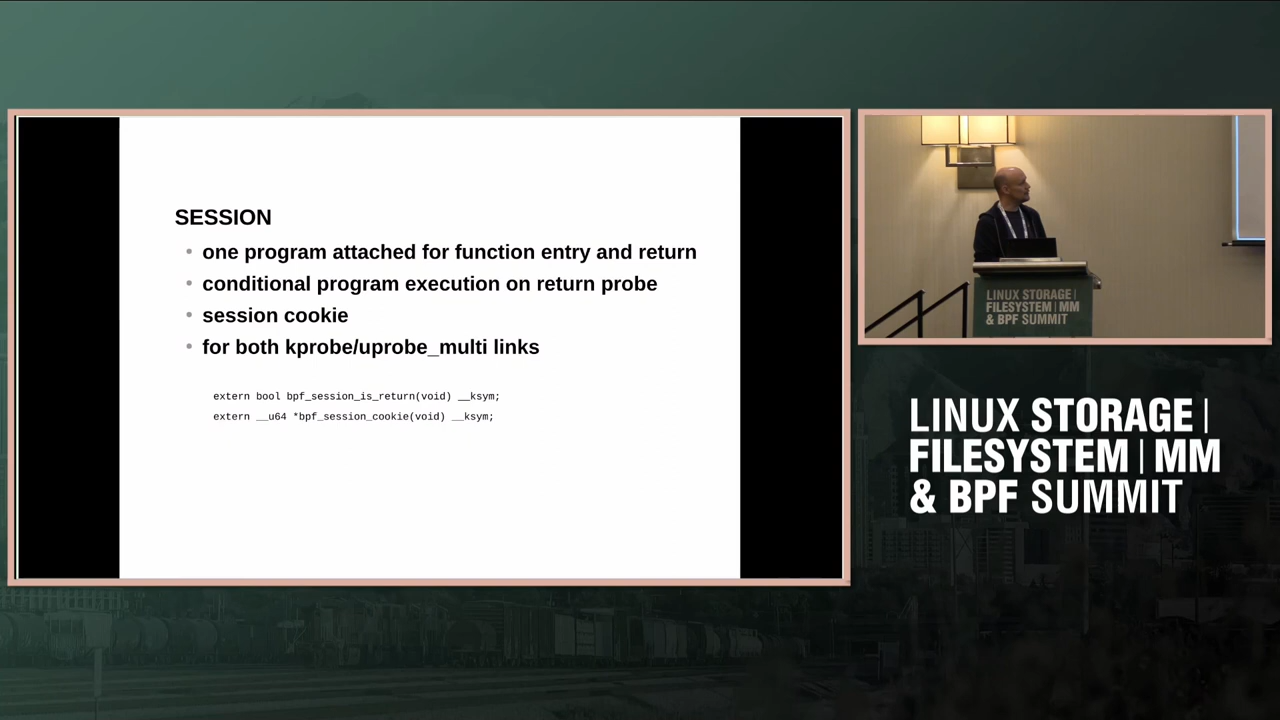 SESSION
one program attached for function entry and return
conditional program execution on return probe
session cookie
for both kprobe/uprobe_multi links
extern bool bpf_session_is_return(void) __ksym;
extern __u64 *bpf_session_cookie(void) __ksym;
LINUX STORAGE |
FILESYSTEM | MM
& BPF SUMMIT
LINUX STORAGE |
FILESYSTEM | MM
& BPF SUMMIT